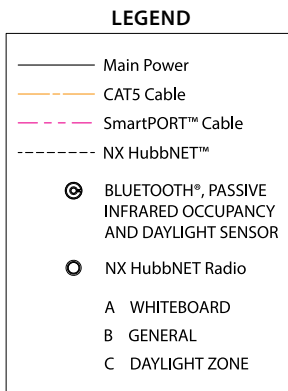 LEGEND
Main Power
CAT5 Cable
SmartPORT™ Cable
NX HubbNET™
BLUETOOTH®, PASSIVE
INFRARED OCCUPANCY
AND DAYLIGHT SENSOR
NX HubbNET Radio
A WHITEBOARD
B GENERAL
C DAYLIGHT ZONE